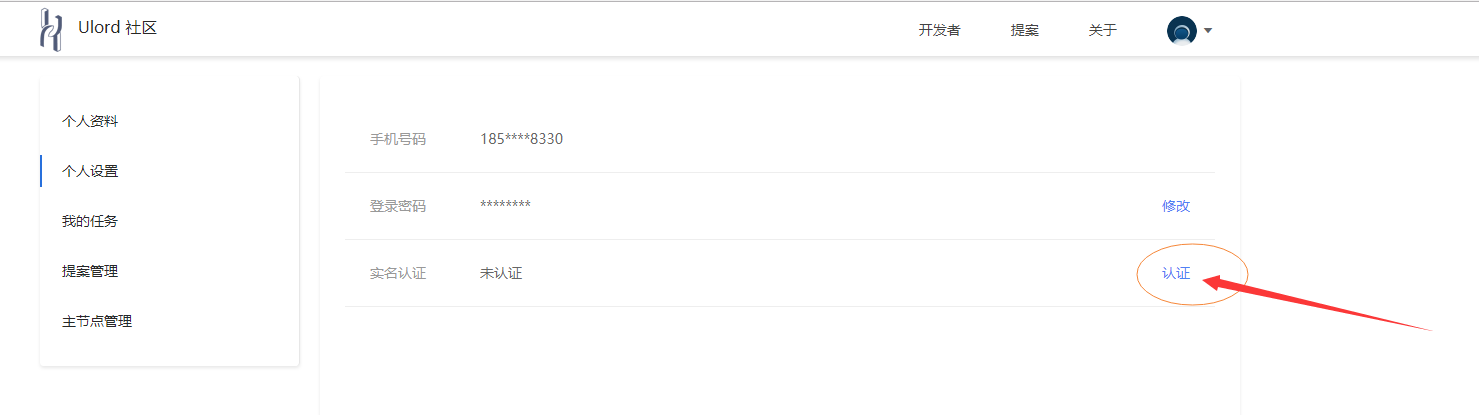 Ulord 社区
开发者 提案 关于
个人资料
个人设置
我的任务
提案管理
主节点管理
手机号码 185****8330
登录密码 ******** 修改
实名认证 未认证 认证